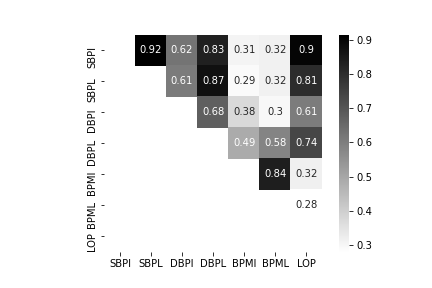 SBPI 0.92 0.62 0.83 0.31 0.32 0.9
SBPL 0.61 0.87 0.29 0.32 0.81
DBPI 0.68 0.38 0.3 0.61
DBPL 0.49 0.58 0.74
BPMI 0.84 0.32
BPML 0.28
LOP
SBPI SBPL DBPI DBPL BPMI BPML LOP
0.9
0.8
0.7
0.6
0.5
0.4
0.3